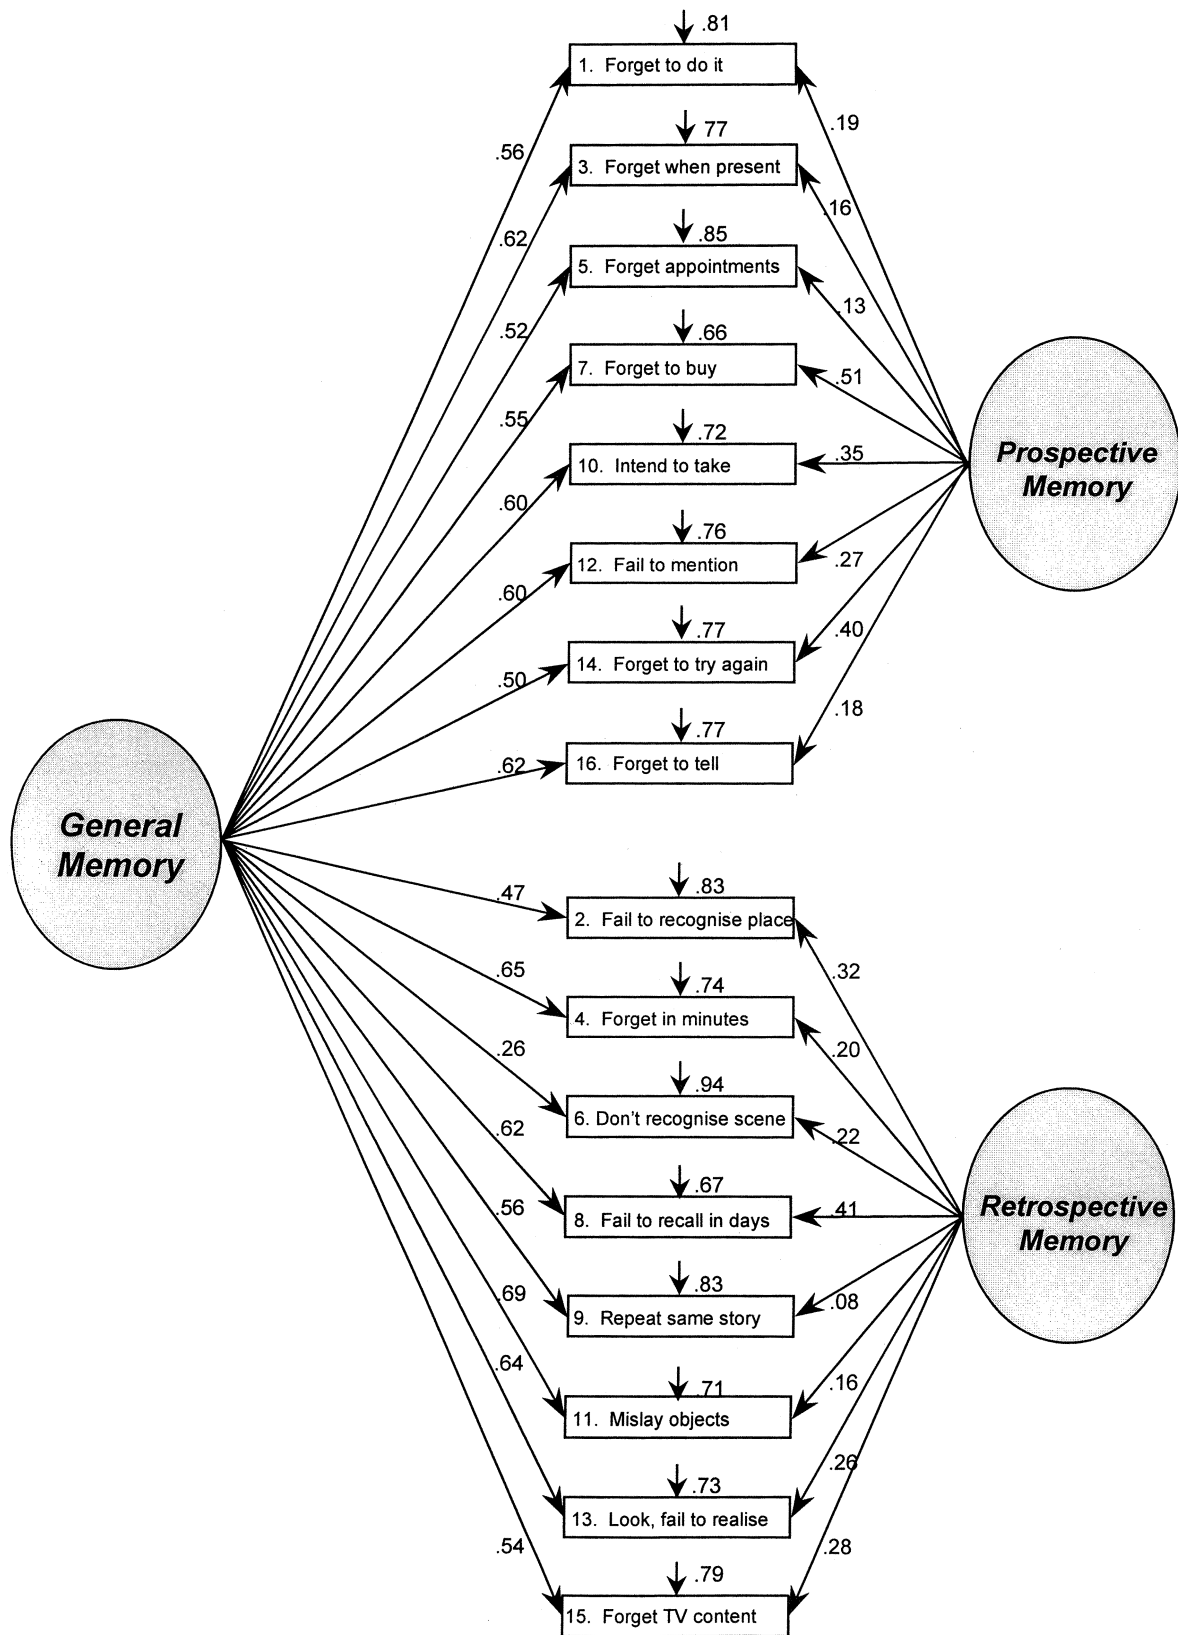 .81
1. Forget to do it
.19
.56
77
3. Forget when present
.16
.62
.85
5. Forget appointments
.13
.52
.66
7. Forget to buy
.51
.55
.72
10. Intend to take
.35
.60
Prospective
Memory
.76
12. Fail to mention
.27
.60
.77
14. Forget to try again
.40
.50
.77
16. Forget to tell
.18
.62
General
Memory
.83
2. Fail to recognise place
.47
.32
.74
4. Forget in minutes
.65
.20
.94
6. Don't recognise scene
.26
.22
.67
8. Fail to recall in days
.62
.41
Retrospective
Memory
.83
9. Repeat same story
.56
.08
.71
11. Mislay objects
.69
.16
.73
13. Look, fail to realise
.64
.26
.79
15. Forget TV content
.54
.28